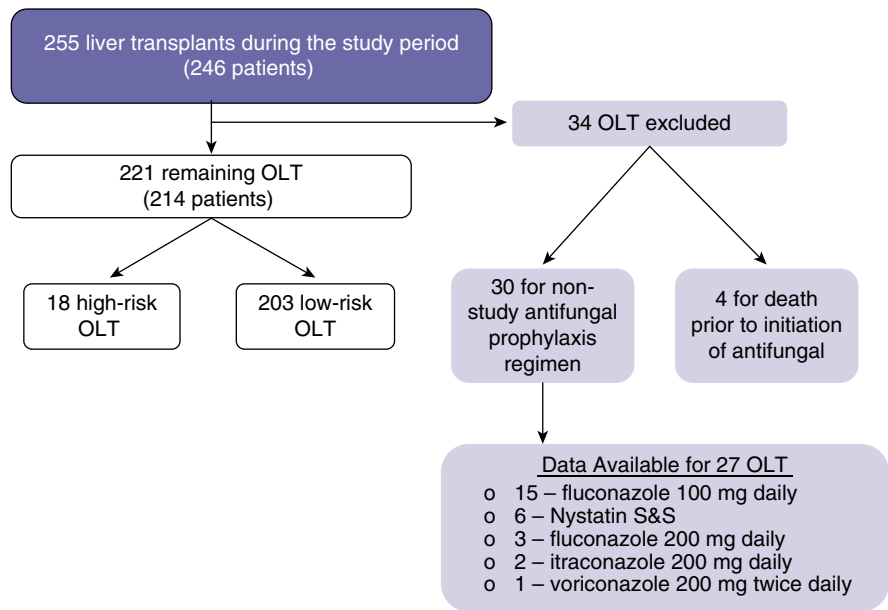 255 liver transplants during the study period
(246 patients)
34 OLT excluded
221 remaining OLT
(214 patients)
18 high-risk
OLT
203 low-risk
OLT
30 for non-
study antifungal
prophylaxis
regimen
4 for death
prior to initiation
of antifungal
Data Available for 27 OLT
o 15 – fluconazole 100 mg daily
o 6 – Nystatin S&S
o 3 – fluconazole 200 mg daily
o 2 – itraconazole 200 mg daily
o 1 – voriconazole 200 mg twice daily